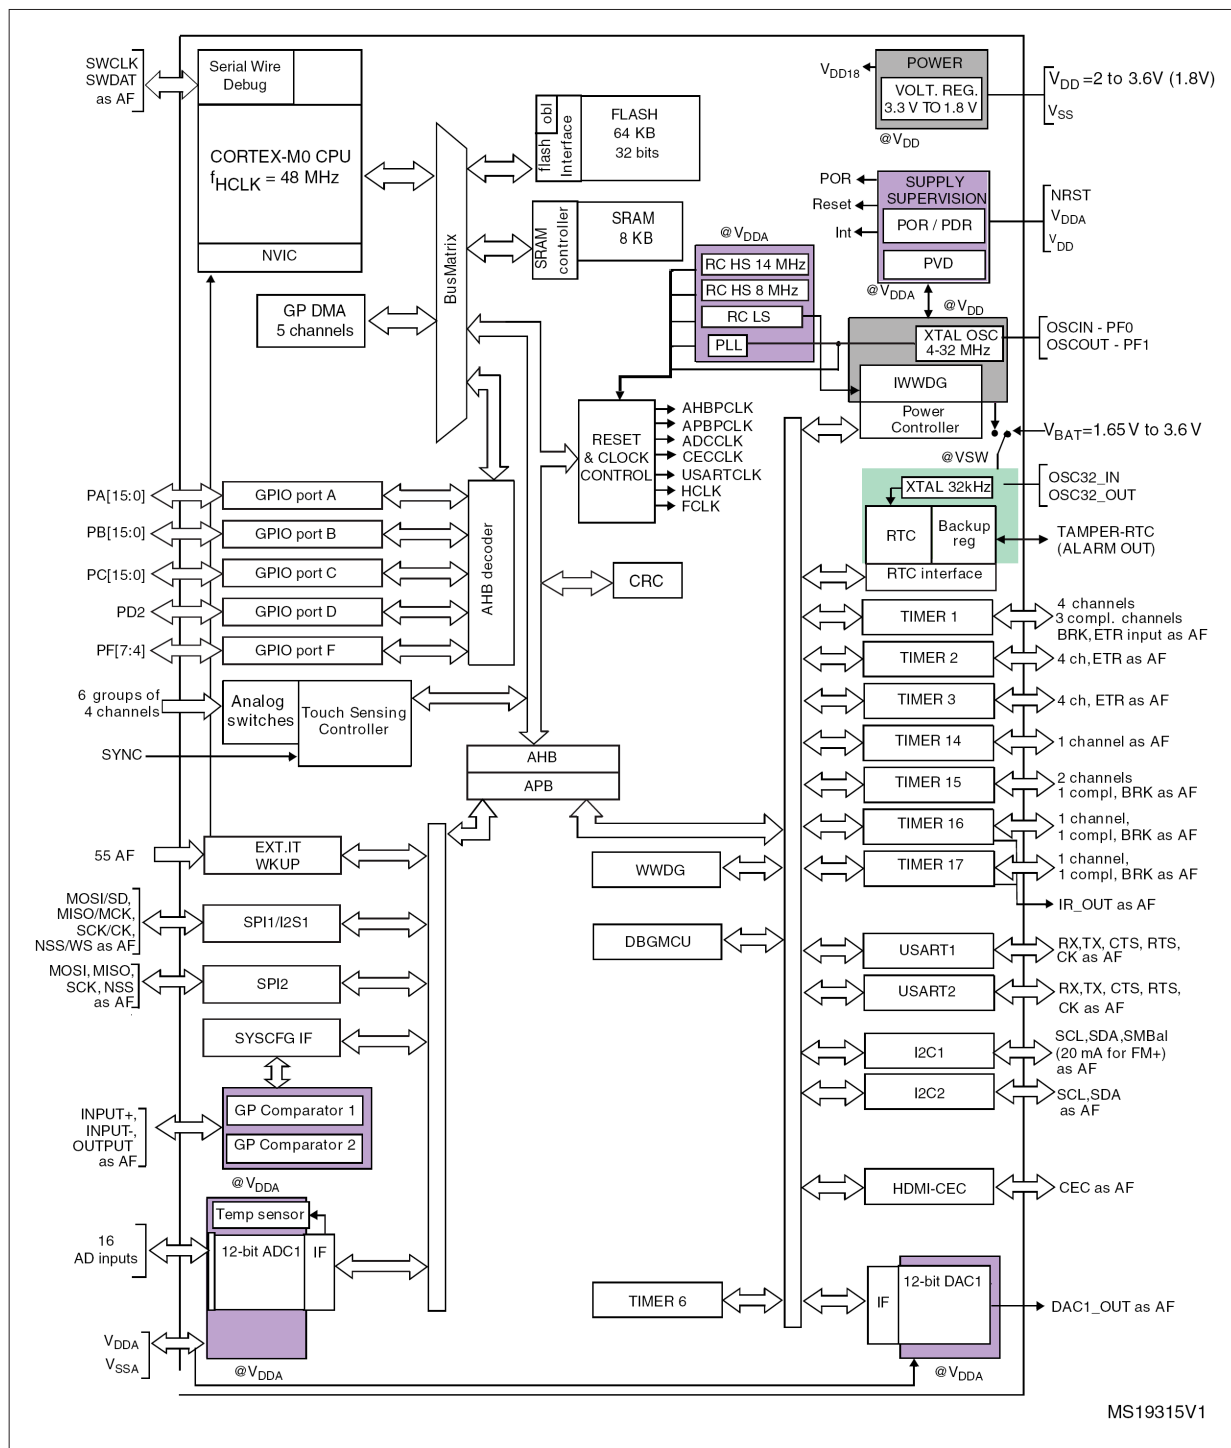 SWCLK
SWDAT
as AF
Serial Wire
Debug
CORTEX-M0 CPU
fHCLK = 48 MHz
NVIC
GP DMA
5 channels
BusMatrix
flash obl
Interface
FLASH
64 KB
32 bits
SRAM
controller
SRAM
8 KB
VDD18
POWER
VOLT. REG.
3.3 V TO 1.8 V
@VDD
VDD =2 to 3.6V (1.8V)
VSS
POR
Reset
Int
SUPPLY
SUPERVISION
POR / PDR
PVD
@VDDA
NRST
VDDA
VDD
@VDDA
RC HS 14 MHz
RC HS 8 MHz
RC LS
PLL
@VDD
XTAL OSC
4-32 MHz
OSCIN - PF0
OSCOUT - PF1
IWWDG
Power
Controller
VBAT=1.65 V to 3.6 V
@VSW
RESET
& CLOCK
CONTROL
AHBPCLK
APBPCLK
ADCCLK
CECCLK
USARTCLK
HCLK
FCLK
XTAL 32kHz
OSC32_IN
OSC32_OUT
RTC
Backup
reg
RTC interface
TAMPER-RTC
(ALARM OUT)
PA[15:0]
GPIO port A
PB[15:0]
GPIO port B
PC[15:0]
GPIO port C
PD2
GPIO port D
PF[7:4]
GPIO port F
AHB decoder
CRC
6 groups of
4 channels
Analog
switches
Touch Sensing
Controller
SYNC
AHB
APB
TIMER 1
4 channels
3 compl. channels
BRK, ETR input as AF
TIMER 2
4 ch,ETR as AF
TIMER 3
4 ch, ETR as AF
TIMER 14
1 channel as AF
TIMER 15
2 channels
1 compl, BRK as AF
TIMER 16
1 channel,
1 compl, BRK as AF
TIMER 17
1 channel,
1 compl, BRK as AF
IR_OUT as AF
55 AF
EXT.IT
WKUP
WWDG
MOSI/SD,
MISO/MCK,
SCK/CK,
NSS/WS as AF
SPI1/I2S1
DBGMCU
USART1
RX,TX, CTS, RTS,
CK as AF
MOSI, MISO,
SCK, NSS
as AF
SPI2
USART2
RX,TX, CTS, RTS,
CK as AF
SYSCFG IF
I2C1
SCL,SDA,SMBal
(20 mA for FM+)
as AF
I2C2
SCL,SDA
as AF
INPUT+,
INPUT-,
OUTPUT
as AF
GP Comparator 1
GP Comparator 2
@VDDA
HDMI-CEC
CEC as AF
Temp sensor
16
AD inputs
12-bit ADC1
IF
TIMER 6
IF
12-bit DAC1
DAC1_OUT as AF
VDDA
VSSA
@VDDA
@VDDA
MS19315V1